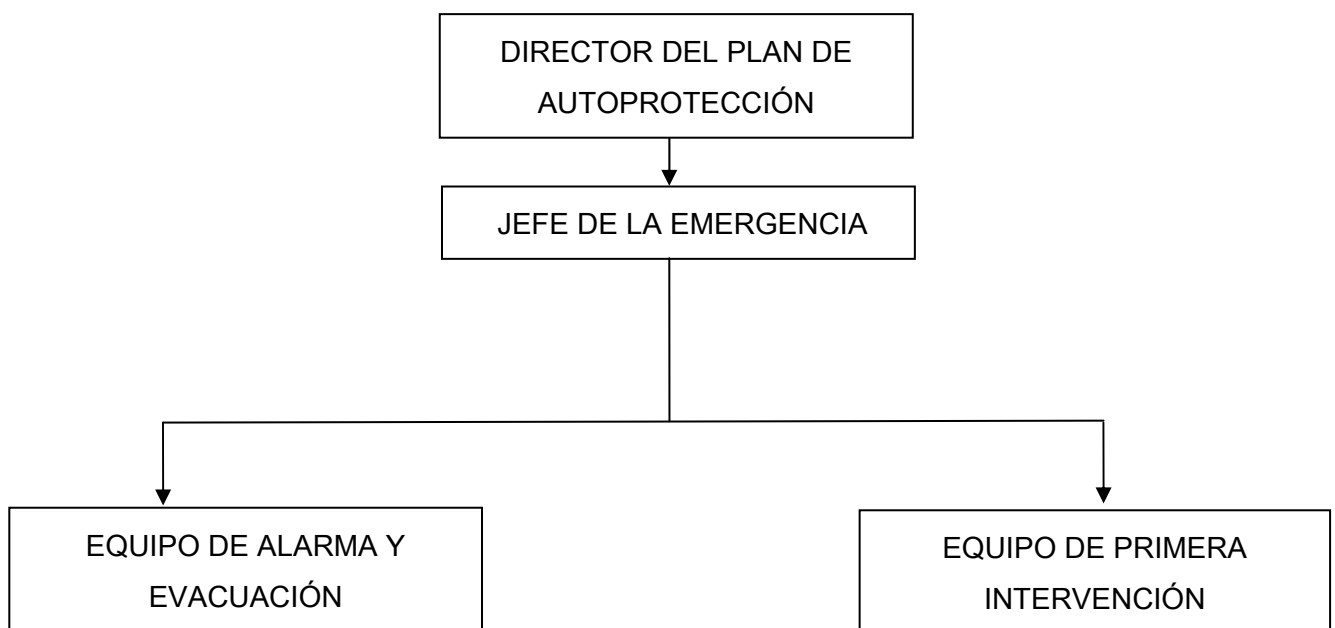 DIRECTOR DEL PLAN DE
AUTOPROTECCIÓN
JEFE DE LA EMERGENCIA
EQUIPO DE ALARMA Y
EVACUACIÓN
EQUIPO DE PRIMERA
INTERVENCIÓN